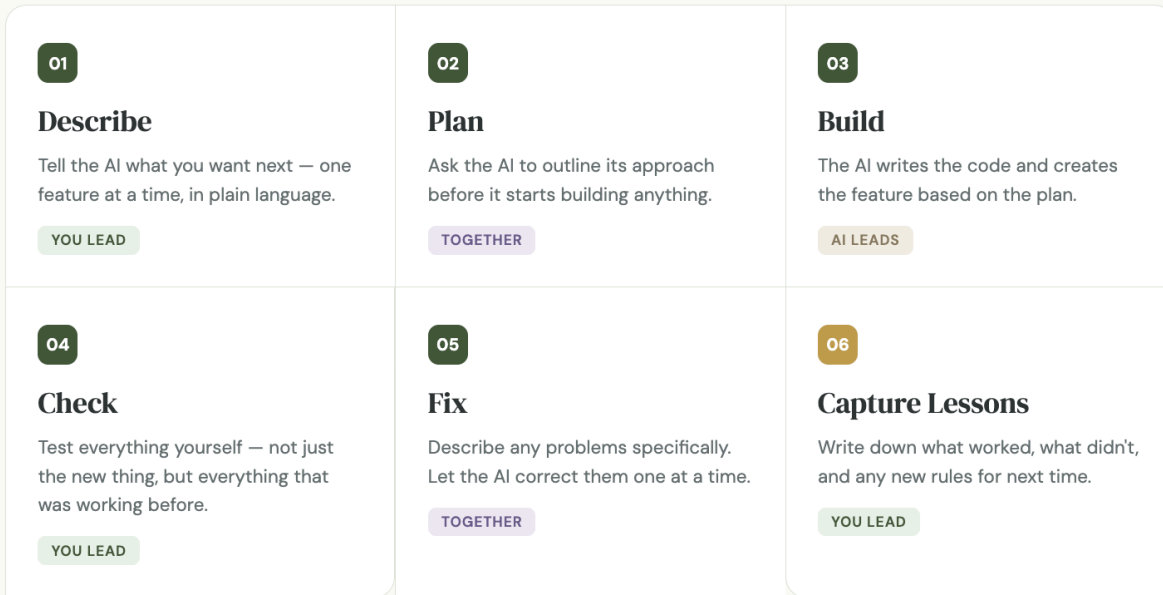 01
Describe
Tell the AI what you want next — one
feature at a time, in plain language.
YOU LEAD
02
Plan
Ask the AI to outline its approach
before it starts building anything.
TOGETHER
03
Build
The AI writes the code and creates
the feature based on the plan.
AI LEADS
04
Check
Test everything yourself — not just
the new thing, but everything that
was working before.
YOU LEAD
05
Fix
Describe any problems specifically.
Let the AI correct them one at a time.
TOGETHER
06
Capture Lessons
Write down what worked, what didn't,
and any new rules for next time.
YOU LEAD